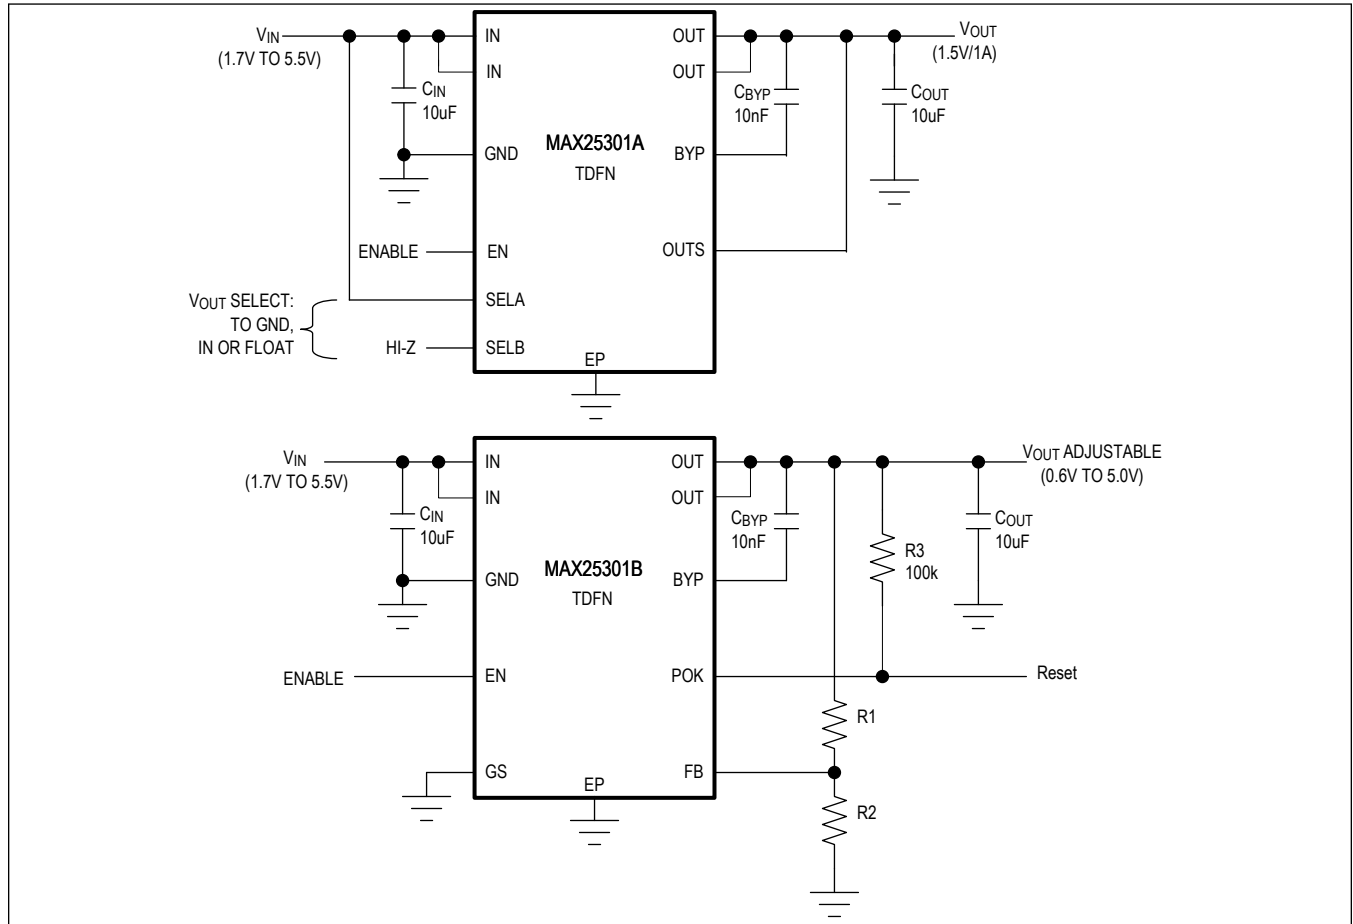 VIN
(1.7V TO 5.5V)
IN
IN
CIN
10uF
GND
MAX25301A
TDFN
ENABLE
EN
VOUT SELECT:
TO GND,
IN OR FLOAT
SELA
HI-Z
SELB
EP
OUT
OUT
CBYP
10nF
BYP
OUTS
VOUT
(1.5V/1A)
COUT
10uF
VIN
(1.7V TO 5.5V)
IN
IN
CIN
10uF
GND
MAX25301B
TDFN
ENABLE
EN
GS
EP
OUT
OUT
CBYP
10nF
BYP
POK
FB
R3
100k
R1
R2
VOUT ADJUSTABLE
(0.6V TO 5.0V)
COUT
10uF
Reset